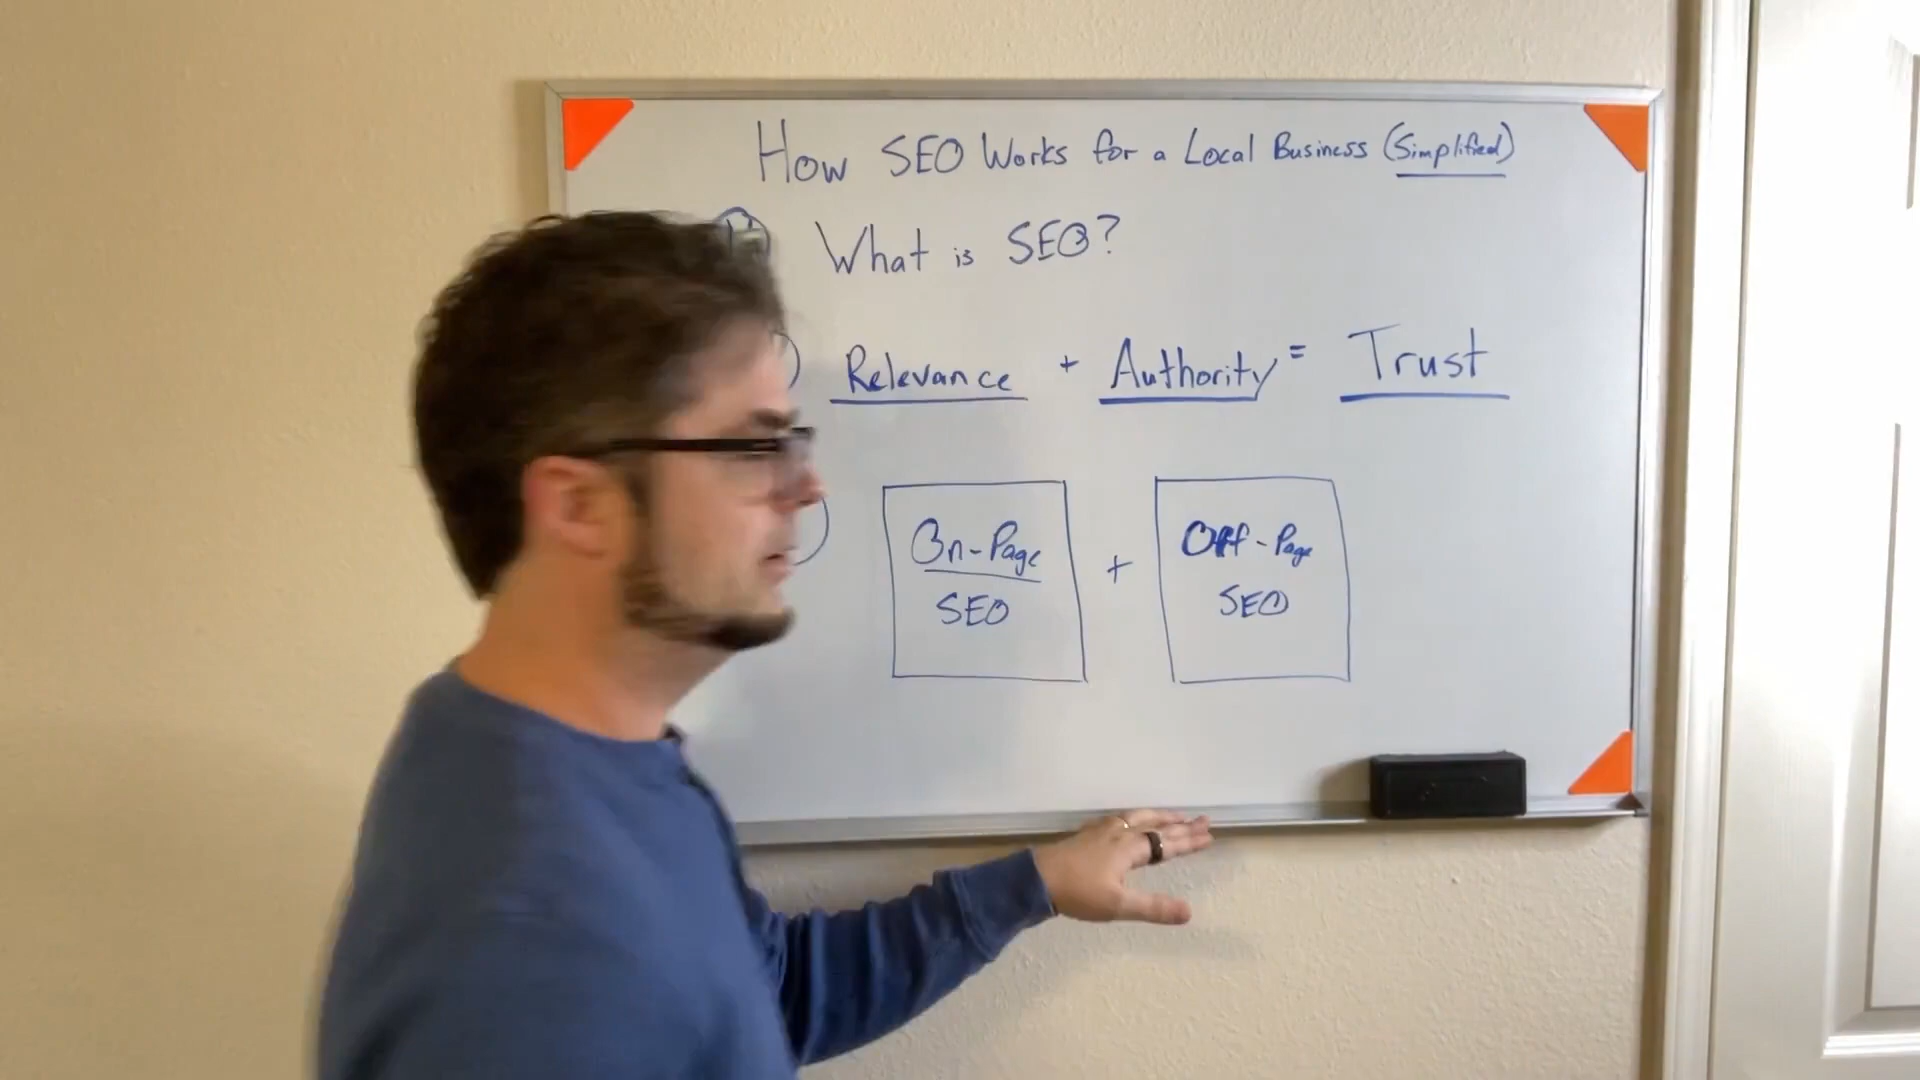 How SEO Works for a Local Business (Simplified)
What is SEO?
Relevance + Authority = Trust
On-Page + Off-Page
SEO SEO